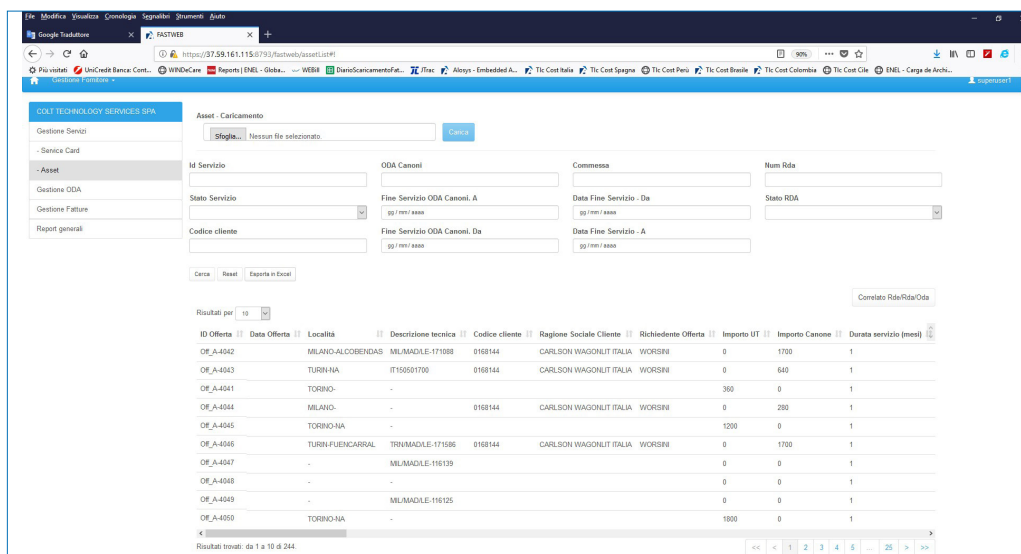 File Modifica Visualizza Cronologia Segnalibri Strumenti Aiuto
Google Traduttore × FASTWEB × +
https://37.59.161.115:8793/fastweb/assetList#! 90%
Più visitati UniCredit Banca: Cont... WINDeCare Reports | ENEL - Globa... WEBill DiarioScaricamentoFat... JTrac Aloys - Embedded A... Tlc Cost Italia Tlc Cost Spagna Tlc Cost Perù Tlc Cost Brasile Tlc Cost Colombia Tlc Cost Cile ENEL - Carga de Archi...
Gestione Fornitore superuser1
COLT TECHNOLOGY SERVICES SPA
Gestione Servizi
- Service Card
- Asset
Gestione ODA
Gestione Fatture
Report generali
Asset - Caricamento
Sfoglia... Nessun file selezionato. Carica
Id Servizio ODA Canoni Commessa Num Rda
Stato Servizio Fine Servizio ODA Canoni. A Data Fine Servizio - Da Stato RDA
gg / mm / aaaa gg / mm / aaaa
Codice cliente Fine Servizio ODA Canoni. Da Data Fine Servizio - A
gg / mm / aaaa gg / mm / aaaa
Cerca Reset Esporta in Excel
Correlato Rde/Rda/Oda
Risultati per 10
ID Offerta Data Offerta Località Descrizione tecnica Codice cliente Ragione Sociale Cliente Richiedente Offerta Importo UT Importo Canone Durata servizio (mesi)
Off_A-4042 MILANO-ALCOBENDAS MIL/MAD/LE-171088 0168144 CARLSON WAGONLIT ITALIA WORSINI 0 1700 1
Off_A-4043 TURIN-NA IT150501700 0168144 CARLSON WAGONLIT ITALIA WORSINI 0 640 1
Off_A-4041 TORINO- - 360 0 1
Off_A-4044 MILANO- - 0168144 CARLSON WAGONLIT ITALIA WORSINI 0 280 1
Off_A-4045 TORINO-NA - 1200 0 1
Off_A-4046 TURIN-FUENCARRAL TRN/MAD/LE-171586 0168144 CARLSON WAGONLIT ITALIA WORSINI 0 1700 1
Off_A-4047 - MIL/MAD/LE-116139 0 0 1
Off_A-4048 - - 0 0 1
Off_A-4049 - MIL/MAD/LE-116125 0 0 1
Off_A-4050 TORINO-NA - 1800 0 1
Risultati trovati: da 1 a 10 di 244. << < 1 2 3 4 5 ... 25 > >>